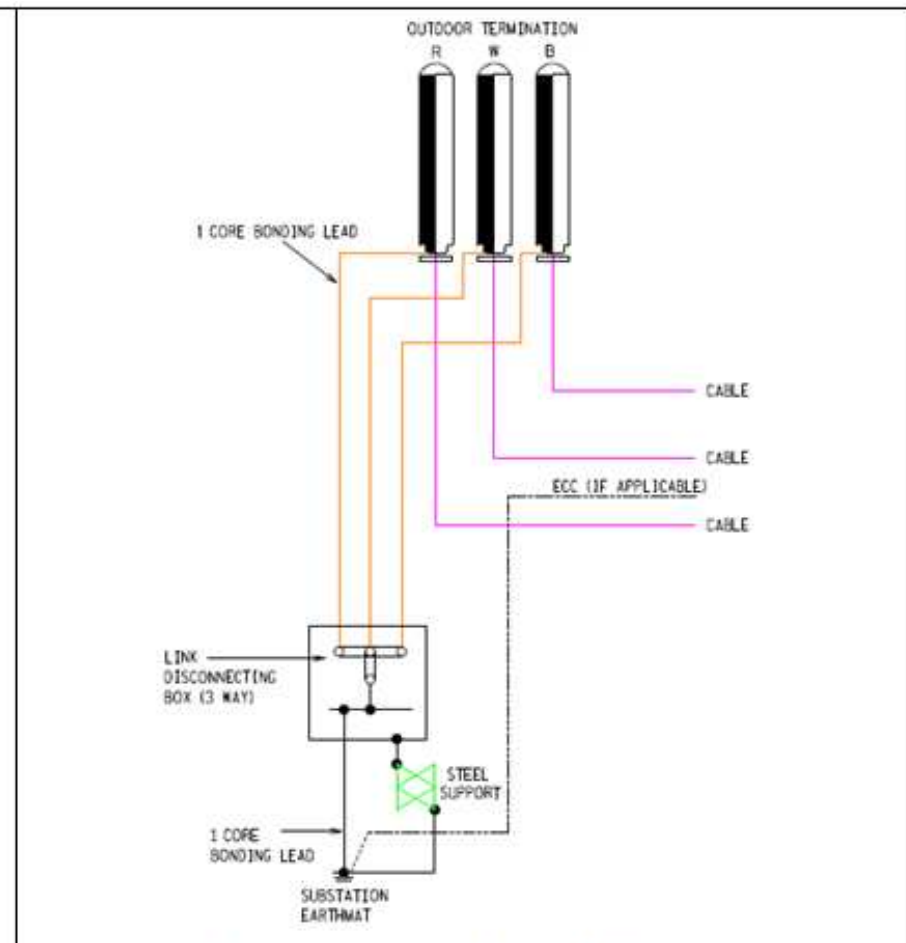 OUTDOOR TERMINATION
R W B
1 CORE BONDING LEAD
CABLE
CABLE
ECC (IF APPLICABLE)
CABLE
LINK
DISCONNECTING
BOX (3 WAY)
STEEL
SUPPORT
1 CORE
BONDING LEAD
SUBSTATION
EARTHMAT